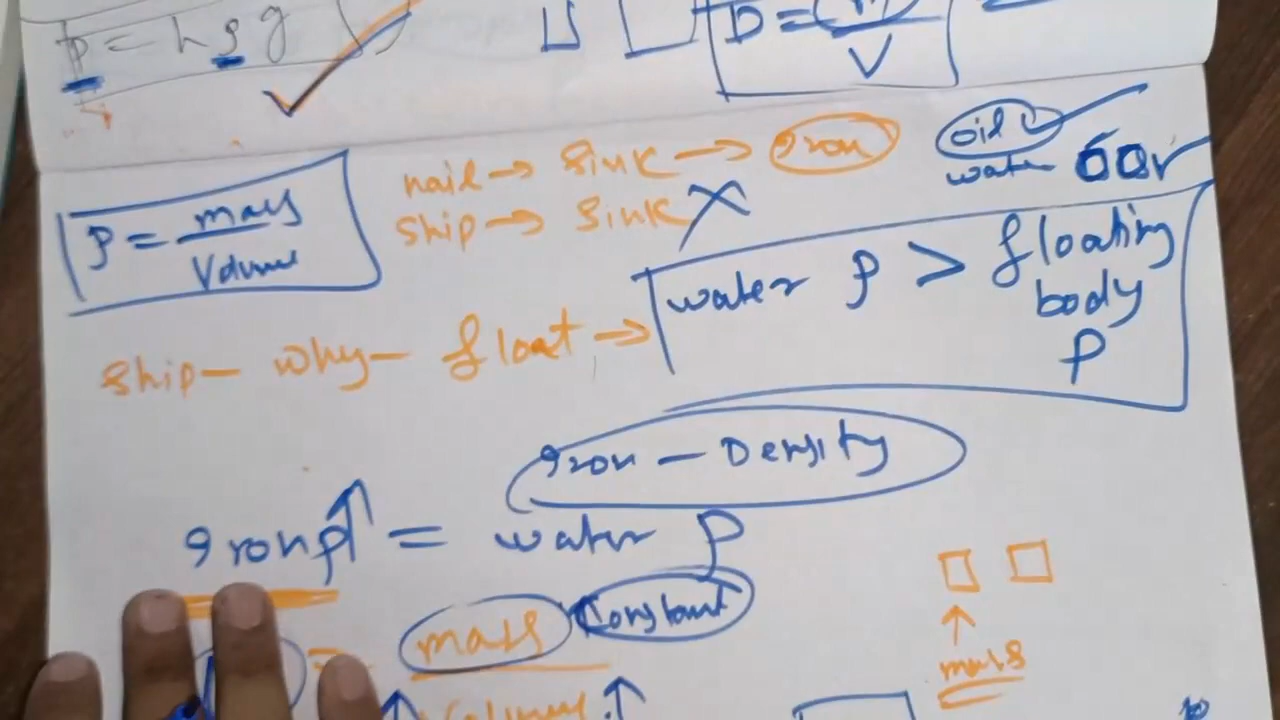 P = hρg
D = m/V
nail → sink → Iron
oil
water
ship → sink
ρ = mass/Volume
water ρ > floating body ρ
ship - why - float →
Iron - Density
Iron ρ↑ = water ρ
mass Constant
↑ Volume ↑
mass